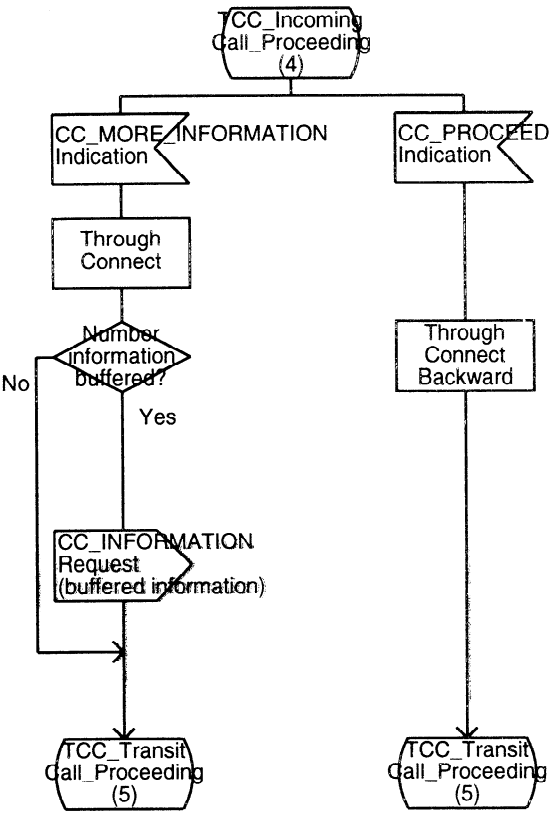 TCC_Incoming
Call_Proceeding
(4)
CC_MORE_INFORMATION
Indication
CC_PROCEED
Indication
Through
Connect
Number
information
buffered?
No
Yes
Through
Connect
Backward
CC_INFORMATION
Request
(buffered information)
TCC_Transit
Call_Proceeding
(5)
TCC_Transit
Call_Proceeding
(5)